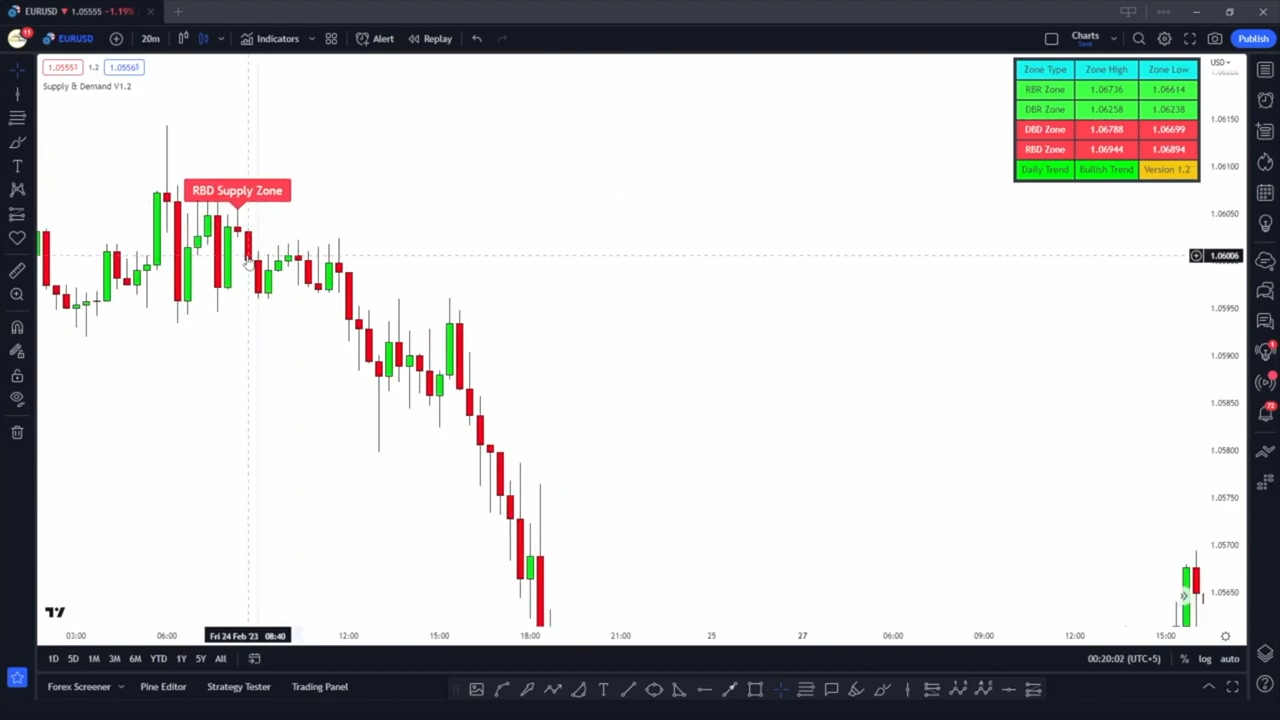 EURUSD ▼ 1.05555 −1.19%
11
EURUSD
20m
Indicators
Alert
Replay
Charts
Save
Publish
1.05553 1.2 1.05565
Supply & Demand V1.2
Zone Type Zone High Zone Low
RBR Zone 1.06736 1.06614
DBR Zone 1.06258 1.06238
DBD Zone 1.06788 1.06699
RBD Zone 1.06944 1.06894
Daily Trend Bullish Trend Version 1.2
USD
1.06200
1.06150
1.06100
1.06050
1.06006
1.05950
1.05900
1.05850
1.05800
1.05750
1.05700
1.05650
RBD Supply Zone
03:00 06:00 Fri 24 Feb '23 08:40 12:00 15:00 18:00 21:00 25 27 06:00 09:00 12:00 15:00
1D 5D 1M 3M 6M YTD 1Y 5Y All
00:20:02 (UTC+5) % log auto
Forex Screener Pine Editor Strategy Tester Trading Panel
1
72